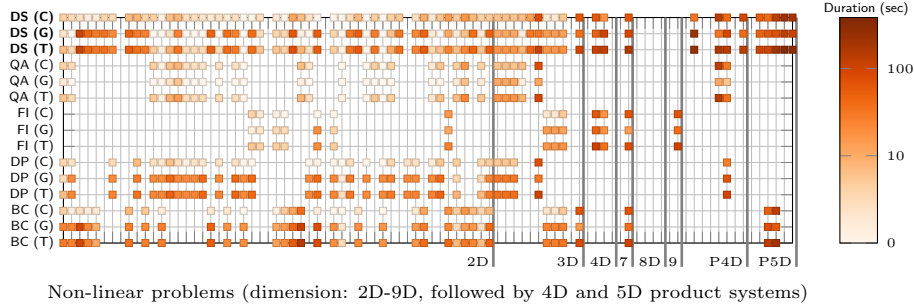 Duration (sec)
DS (C)
DS (G)
DS (T)
QA (C)
QA (G)
QA (T)
FI (C)
FI (G)
FI (T)
DP (C)
DP (G)
DP (T)
BC (C)
BC (G)
BC (T)
100
10
0
2D 3D 4D 7 8D 9 P4D P5D
Non-linear problems (dimension: 2D-9D, followed by 4D and 5D product systems)